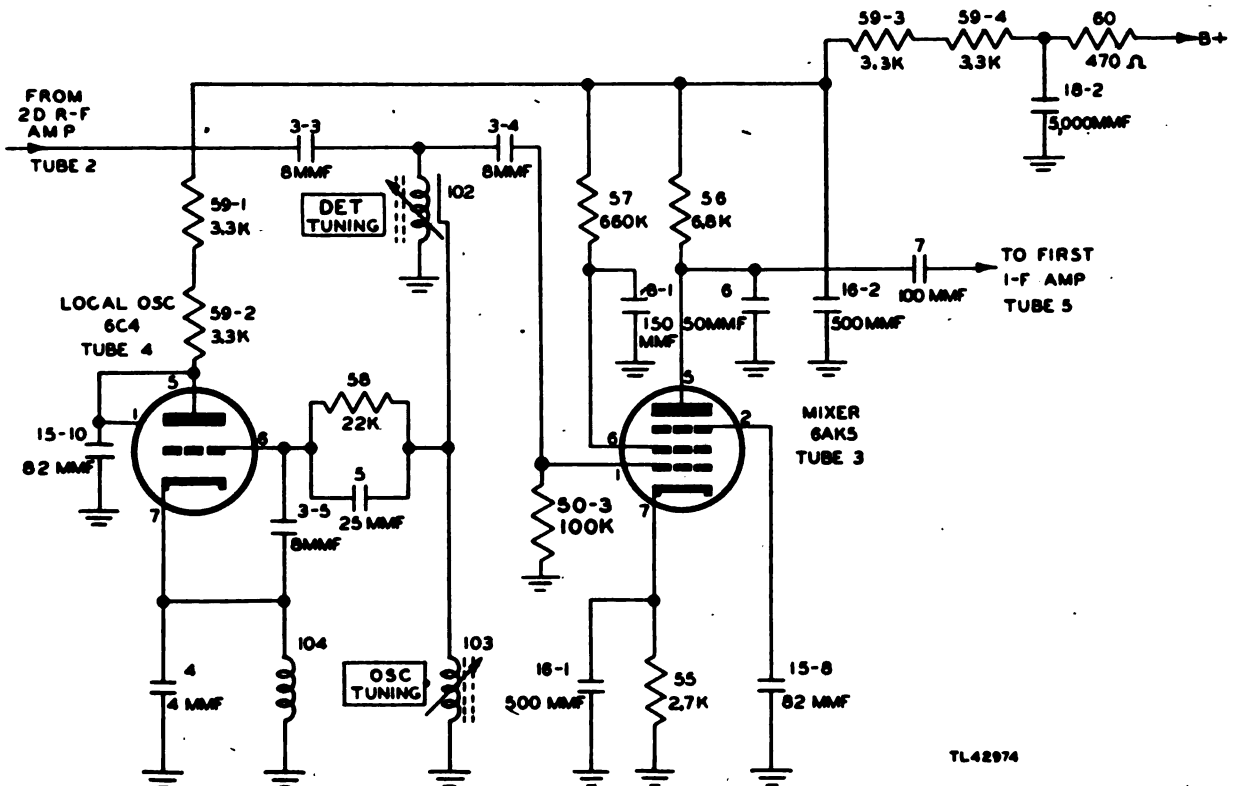 59-3
3.3K
59-4
3.3K
60
470 Ω
B+
18-2
5,000MMF
FROM
2D R-F
AMP
TUBE 2
3-3
8MMF
3-4
8MMF
102
DET
TUNING
59-1
3.3K
57
660K
56
6.8K
7
100 MMF
TO FIRST
I-F AMP
TUBE 5
LOCAL OSC
6C4
TUBE 4
59-2
3.3K
8-1
150
MMF
6
50MMF
16-2
500MMF
5
1
6
7
15-10
82 MMF
58
22K
5
25 MMF
3-5
8MMF
5
2
6
1
7
MIXER
6AK5
TUBE 3
50-3
100K
4
4 MMF
104
OSC
TUNING
103
16-1
500 MMF
55
2.7K
15-8
82 MMF
TL42974